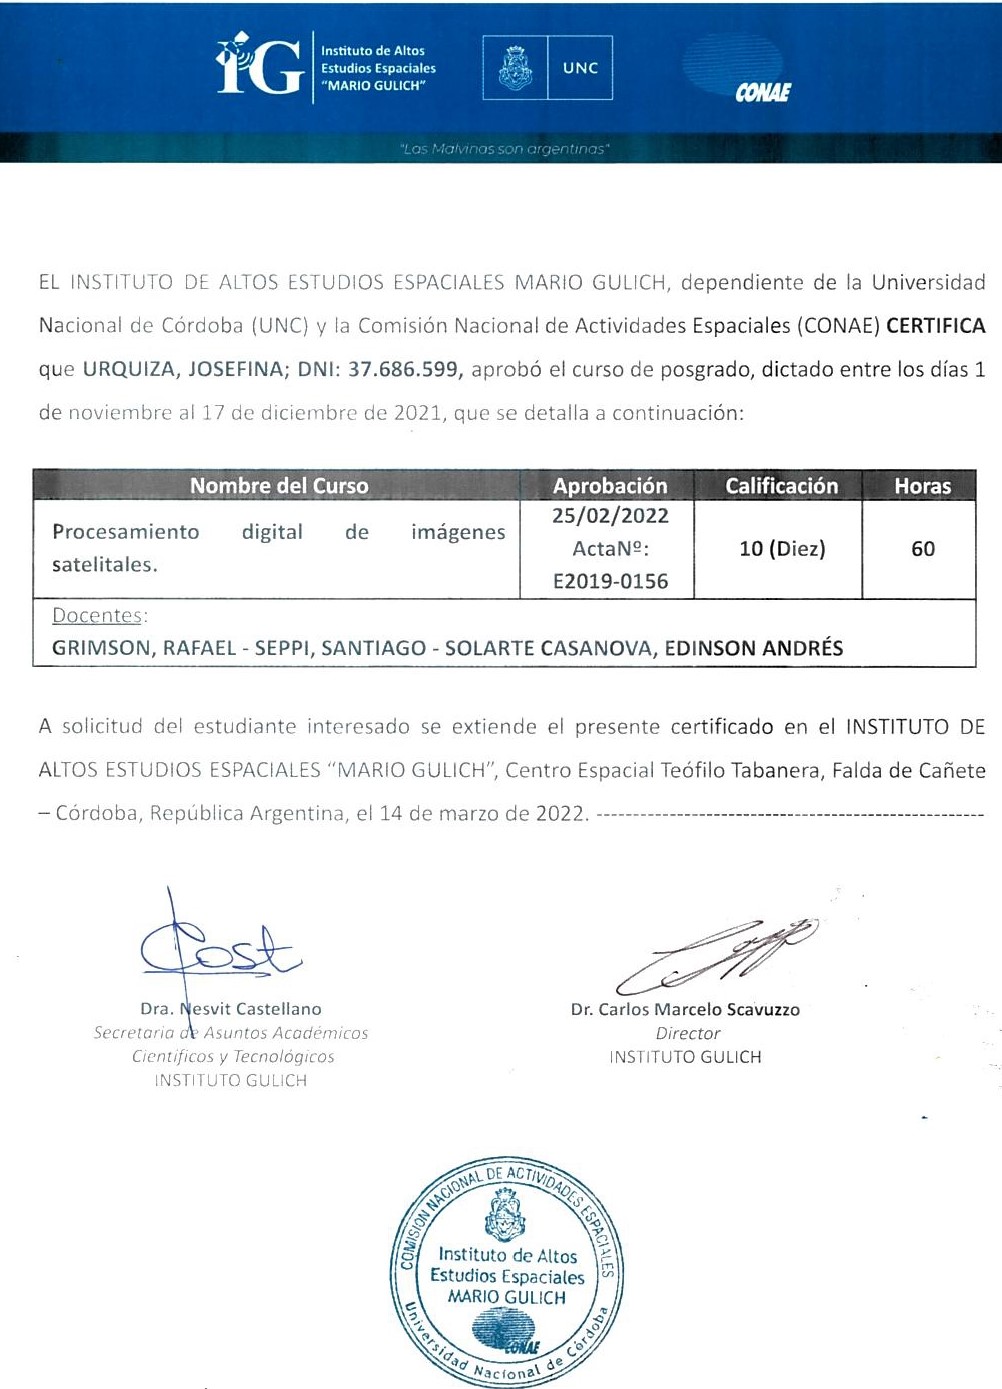 iG
Instituto de Altos
Estudios Espaciales
"MARIO GULICH"
UNC
CONAE
"Las Malvinas son argentinas"
EL INSTITUTO DE ALTOS ESTUDIOS ESPACIALES MARIO GULICH, dependiente de la Universidad
Nacional de Córdoba (UNC) y la Comisión Nacional de Actividades Espaciales (CONAE) CERTIFICA
que URQUIZA, JOSEFINA; DNI: 37.686.599, aprobó el curso de posgrado, dictado entre los días 1
de noviembre al 17 de diciembre de 2021, que se detalla a continuación:
Nombre del Curso Aprobación Calificación Horas
Procesamiento digital de imágenes
satelitales.
25/02/2022
ActaNº:
E2019-0156
10 (Diez)
60
Docentes:
GRIMSON, RAFAEL - SEPPI, SANTIAGO - SOLARTE CASANOVA, EDINSON ANDRÉS
A solicitud del estudiante interesado se extiende el presente certificado en el INSTITUTO DE
ALTOS ESTUDIOS ESPACIALES "MARIO GULICH", Centro Espacial Teófilo Tabanera, Falda de Cañete
– Córdoba, República Argentina, el 14 de marzo de 2022. ----------------------------------------------------
Dra. Nesvit Castellano
Secretaria de Asuntos Académicos
Científicos y Tecnológicos
INSTITUTO GULICH
Dr. Carlos Marcelo Scavuzzo
Director
INSTITUTO GULICH
COMISION NACIONAL DE ACTIVIDADES ESPACIALES
Instituto de Altos
Estudios Espaciales
MARIO GULICH
CONAE
Universidad Nacional de Córdoba